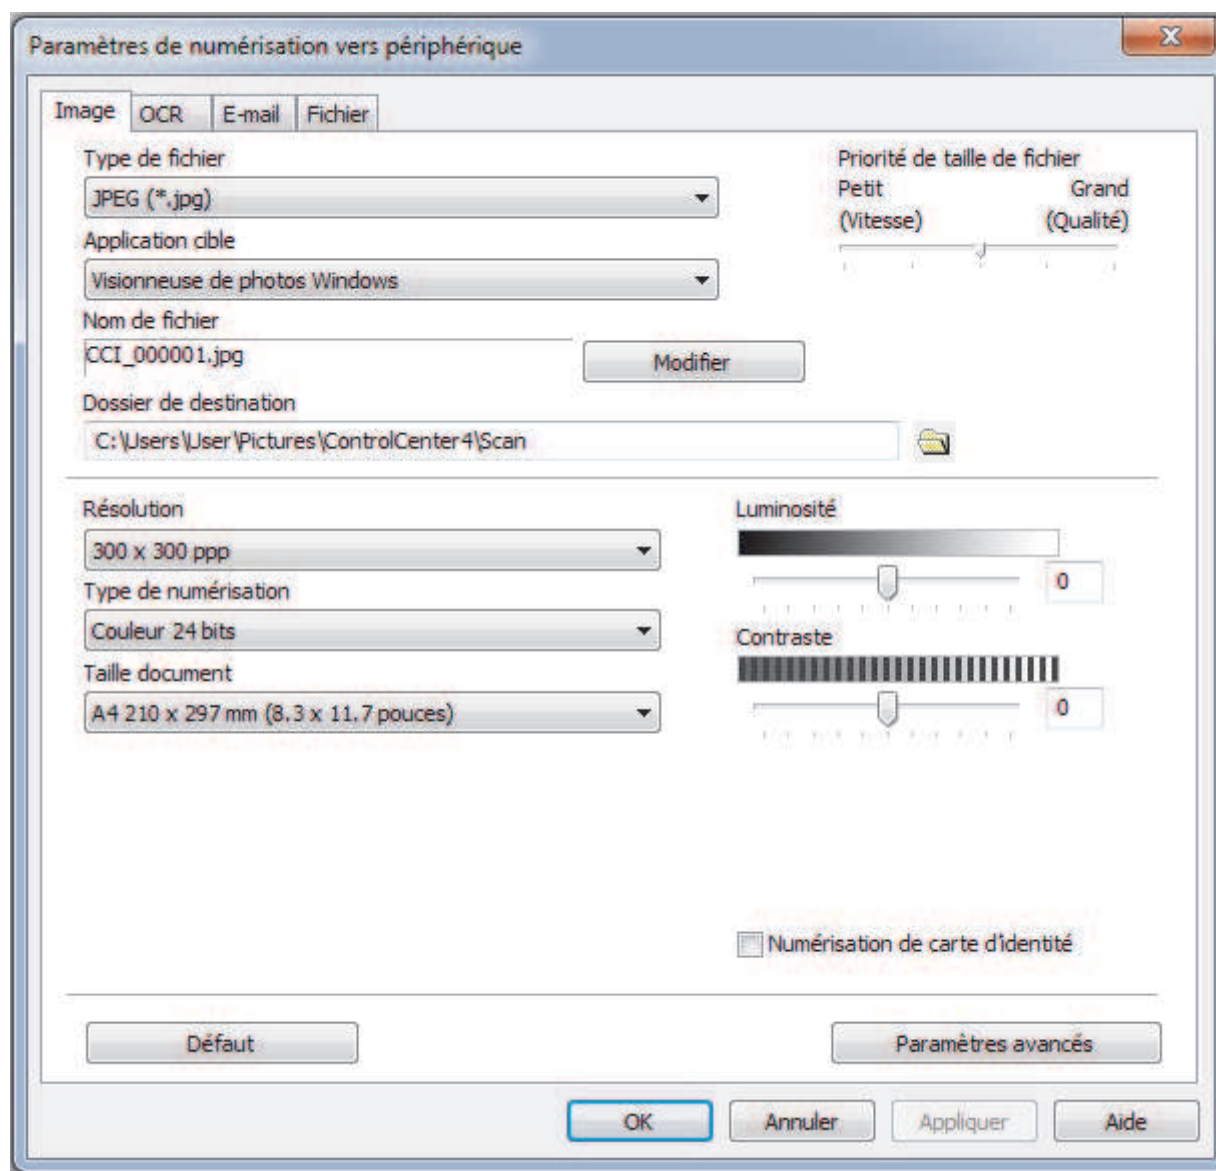 Paramètres de numérisation vers périphérique
Image OCR E-mail Fichier
Type de fichier
JPEG (*.jpg)
Application cible
Visionneuse de photos Windows
Nom de fichier
CCI_000001.jpg
Modifier
Dossier de destination
C:\Users\User\Pictures\ControlCenter4\Scan
Priorité de taille de fichier
Petit Grand
(Vitesse) (Qualité)
Résolution
300 x 300 ppp
Type de numérisation
Couleur 24 bits
Taille document
A4 210 x 297 mm (8.3 x 11.7 pouces)
Luminosité
0
Contraste
0
Numérisation de carte d'identité
Défaut Paramètres avancés
OK Annuler Appliquer Aide